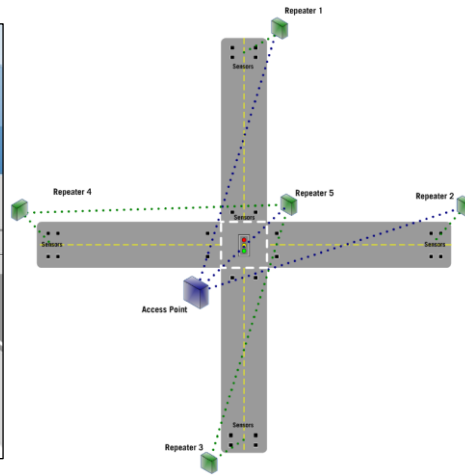 Repeater 1
Sensors
Repeater 4
Repeater 5
Repeater 2
Sensors
Sensors
Sensors
Access Point
Sensors
Repeater 3